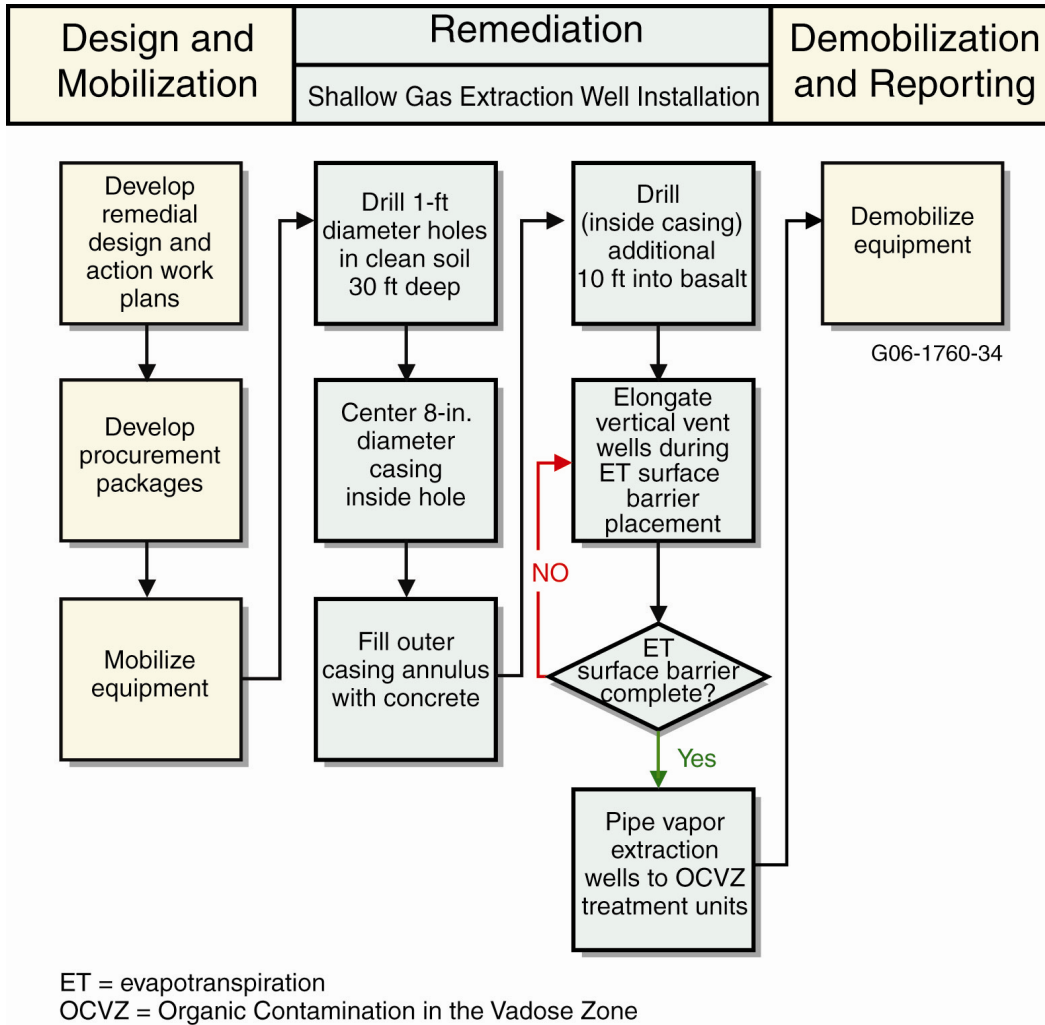 Design and
Mobilization
Remediation
Shallow Gas Extraction Well Installation
Demobilization
and Reporting
Develop
remedial
design and
action work
plans
Develop
procurement
packages
Mobilize
equipment
Drill 1-ft
diameter holes
in clean soil
30 ft deep
Center 8-in.
diameter
casing
inside hole
Fill outer
casing annulus
with concrete
Drill
(inside casing)
additional
10 ft into basalt
Elongate
vertical vent
wells during
ET surface
barrier
placement
NO
ET
surface barrier
complete?
Yes
Pipe vapor
extraction
wells to OCVZ
treatment units
Demobilize
equipment
G06-1760-34
ET = evapotranspiration
OCVZ = Organic Contamination in the Vadose Zone